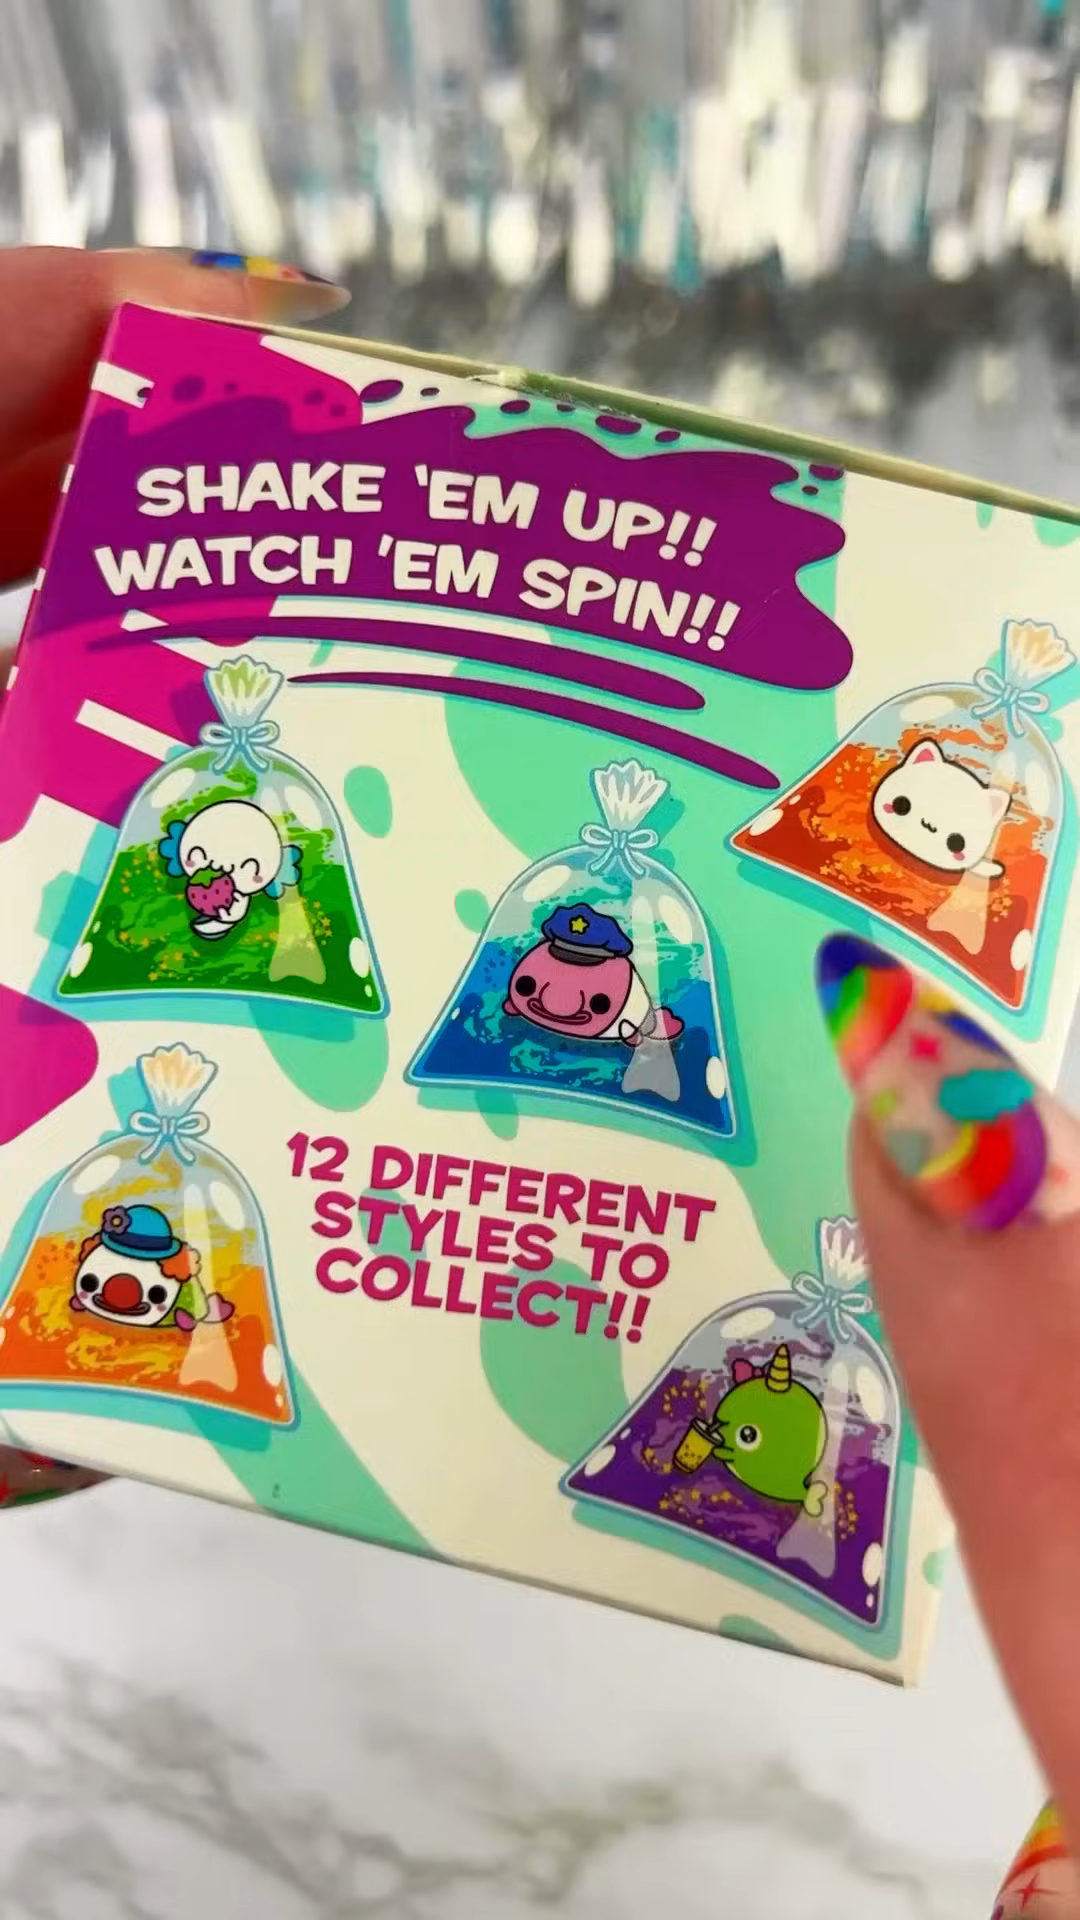 SHAKE 'EM UP!!
WATCH 'EM SPIN!!
12 DIFFERENT
STYLES TO
COLLECT!!